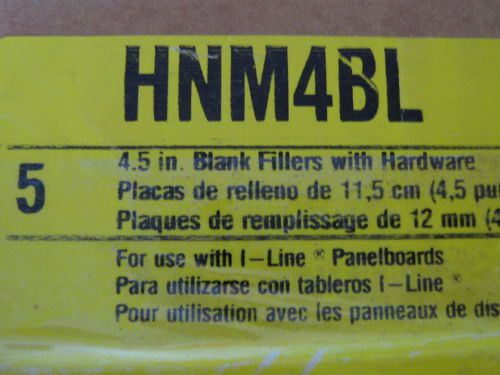 HNM4BL
5
4.5 in. Blank Fillers with Hardware
Placas de relleno de 11,5 cm (4,5
Plaques de remplissage de 12 mm
For use with I-Line ® Panelboards
Para utilizarse con tableros I-Line ®
Pour utilisation avec les panneaux de